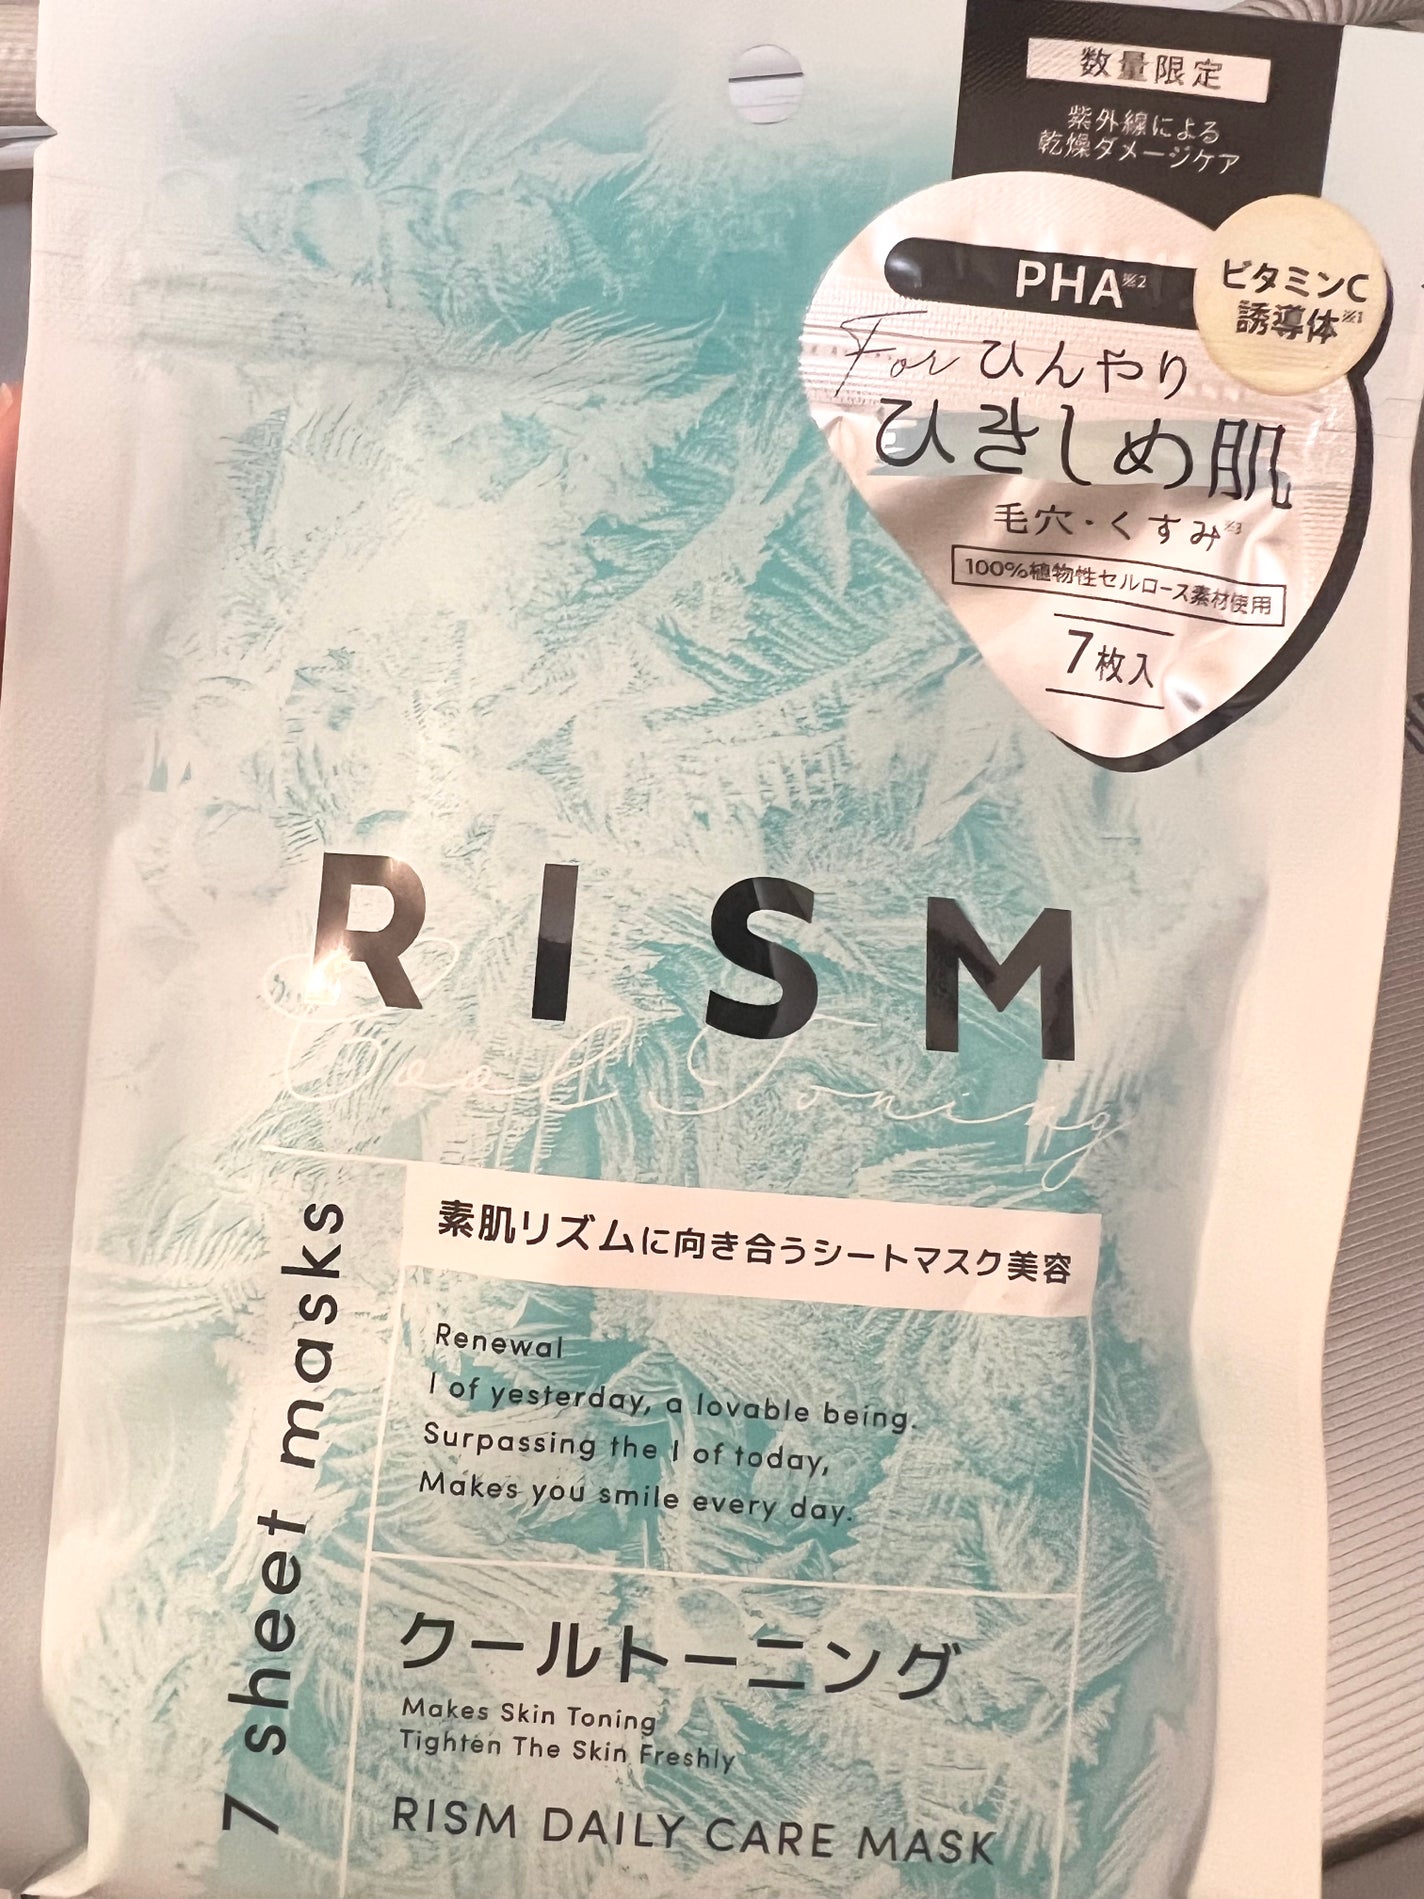 数量限定
紫外線による
乾燥ダメージケア
PHA※2
ビタミンC
誘導体※1
For ひんやり
ひきしめ肌
毛穴・くすみ※3
100%植物性セルロース素材使用
7枚入
RISM
Cool Toning
素肌リズムに向き合うシートマスク美容
7 sheet masks
Renewal
I of yesterday, a lovable being.
Surpassing the I of today,
Makes you smile every day.
クールトーニング
Makes Skin Toning
Tighten The Skin Freshly
RISM DAILY CARE MASK